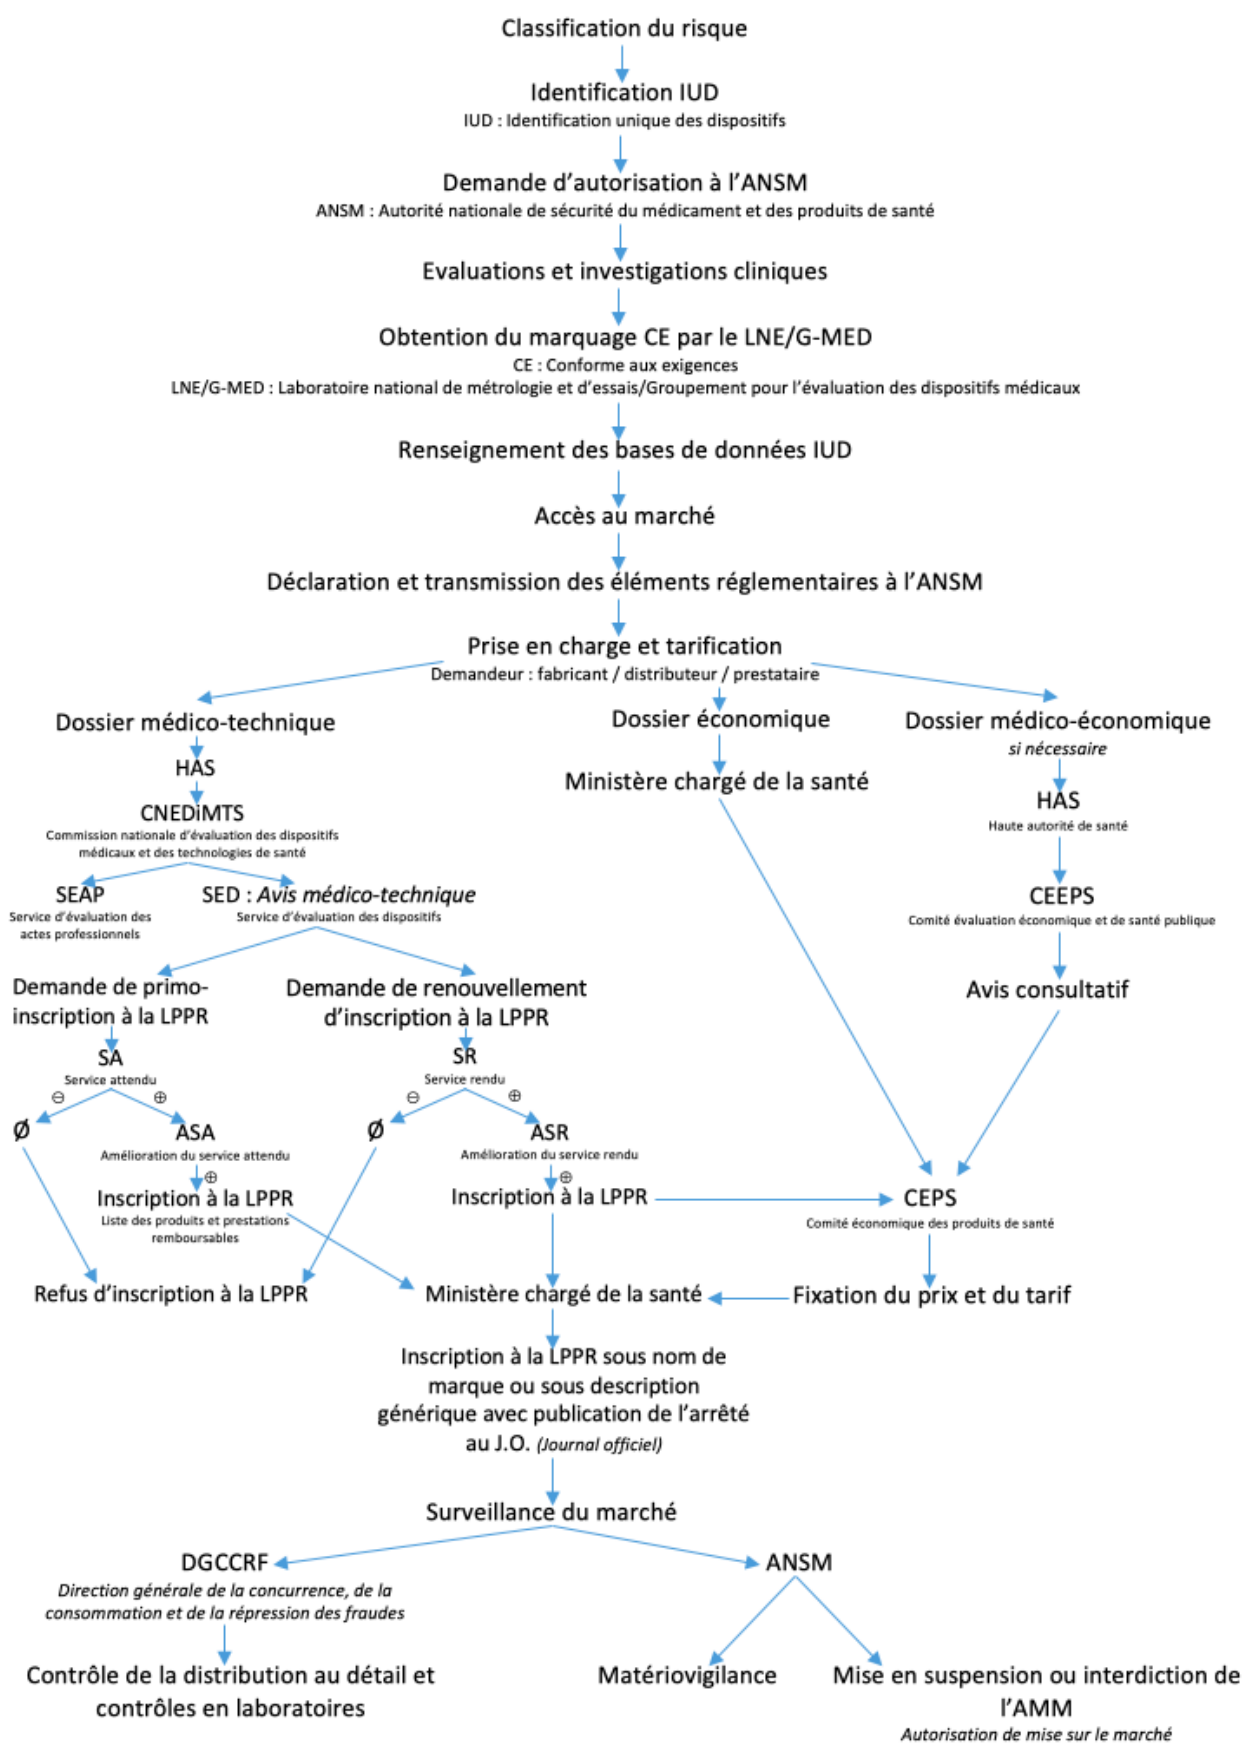 Classification du risque
Identification IUD
IUD : Identification unique des dispositifs
Demande d'autorisation à l'ANSM
ANSM : Autorité nationale de sécurité du médicament et des produits de santé
Evaluations et investigations cliniques
Obtention du marquage CE par le LNE/G-MED
CE : Conforme aux exigences
LNE/G-MED : Laboratoire national de métrologie et d'essais/Groupement pour l'évaluation des dispositifs médicaux
Renseignement des bases de données IUD
Accès au marché
Déclaration et transmission des éléments réglementaires à l'ANSM
Prise en charge et tarification
Demandeur : fabricant / distributeur / prestataire
Dossier médico-technique
HAS
CNEDiMTS
Commission nationale d'évaluation des dispositifs
médicaux et des technologies de santé
SEAP
Service d'évaluation des
actes professionnels
SED : Avis médico-technique
Service d'évaluation des dispositifs
Dossier économique
Ministère chargé de la santé
Dossier médico-économique
si nécessaire
HAS
Haute autorité de santé
CEEPS
Comité évaluation économique et de santé publique
Avis consultatif
Demande de primo-
inscription à la LPPR
SA
Service attendu
⊖ ⊕
Ø
ASA
Amélioration du service attendu
⊕
Inscription à la LPPR
Liste des produits et prestations
remboursables
Demande de renouvellement
d'inscription à la LPPR
SR
Service rendu
⊖ ⊕
Ø
ASR
Amélioration du service rendu
⊕
Inscription à la LPPR
CEPS
Comité économique des produits de santé
Refus d'inscription à la LPPR
Ministère chargé de la santé
Fixation du prix et du tarif
Inscription à la LPPR sous nom de
marque ou sous description
générique avec publication de l'arrêté
au J.O. (Journal officiel)
Surveillance du marché
DGCCRF
Direction générale de la concurrence, de la
consommation et de la répression des fraudes
Contrôle de la distribution au détail et
contrôles en laboratoires
ANSM
Matériovigilance
Mise en suspension ou interdiction de
l'AMM
Autorisation de mise sur le marché